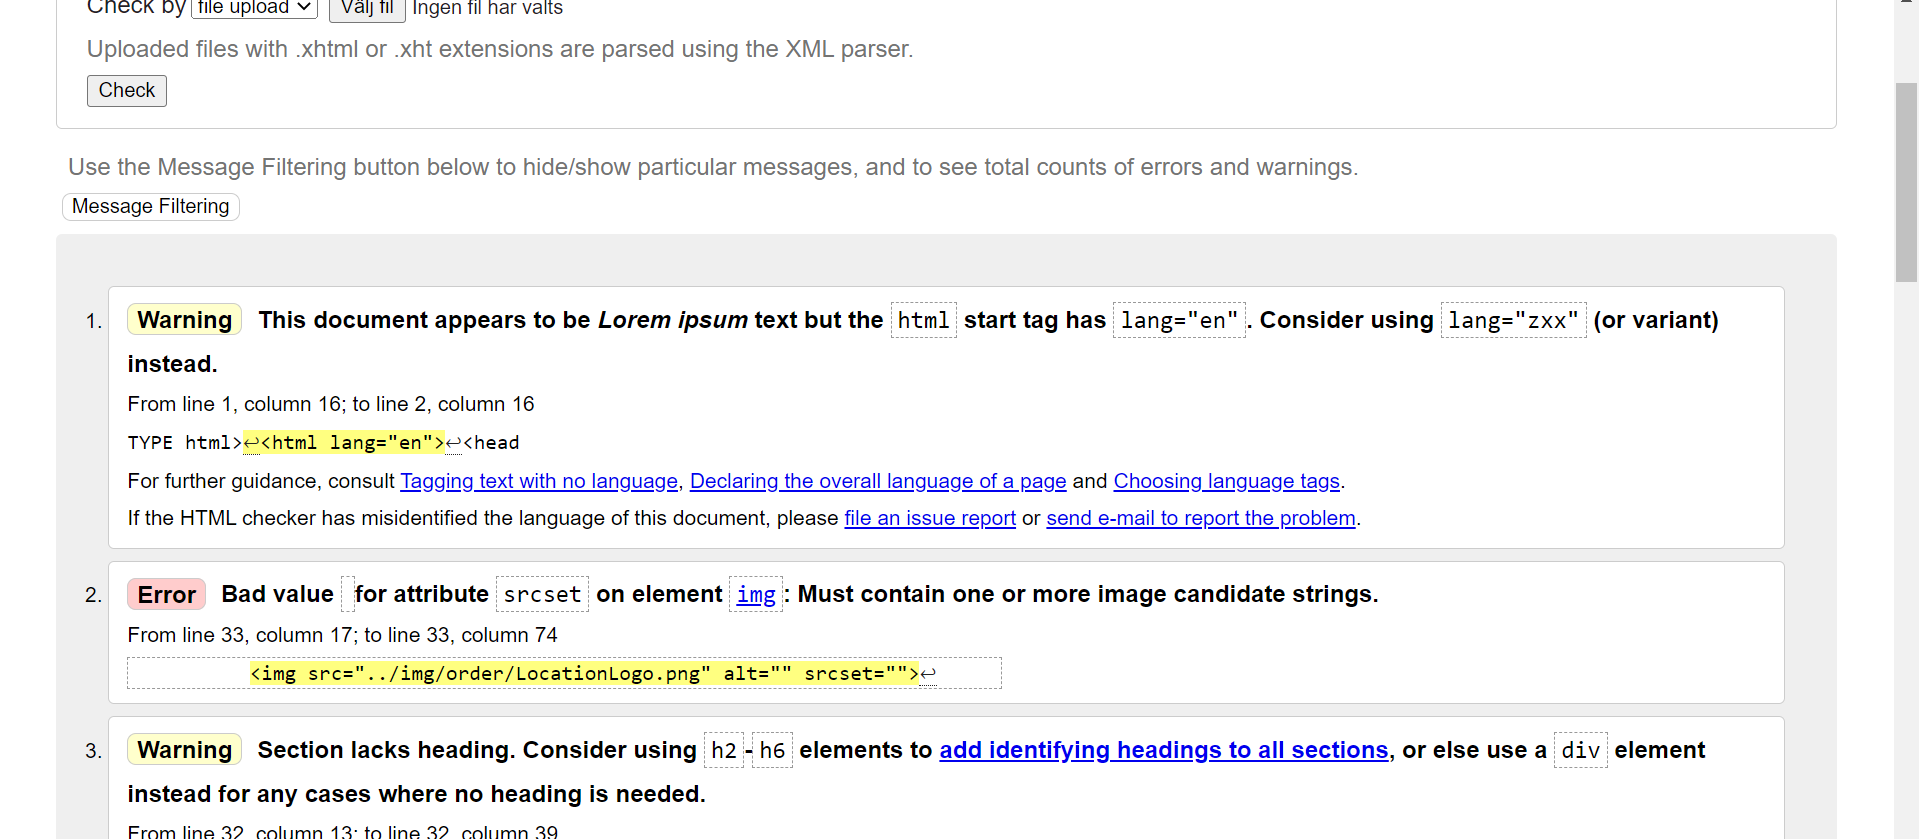 Check by file upload Välj fil Ingen fil har valts
Uploaded files with .xhtml or .xht extensions are parsed using the XML parser.
Check
Use the Message Filtering button below to hide/show particular messages, and to see total counts of errors and warnings.
Message Filtering
1. Warning This document appears to be Lorem ipsum text but the html start tag has lang="en". Consider using lang="zxx" (or variant)
instead.
From line 1, column 16; to line 2, column 16
TYPE html>↩<html lang="en">↩<head
For further guidance, consult Tagging text with no language, Declaring the overall language of a page and Choosing language tags.
If the HTML checker has misidentified the language of this document, please file an issue report or send e-mail to report the problem.
2. Error Bad value for attribute srcset on element img: Must contain one or more image candidate strings.
From line 33, column 17; to line 33, column 74
<img src="../img/order/LocationLogo.png" alt="" srcset="">↩
3. Warning Section lacks heading. Consider using h2-h6 elements to add identifying headings to all sections, or else use a div element
instead for any cases where no heading is needed.
From line 32, column 13; to line 32, column 39